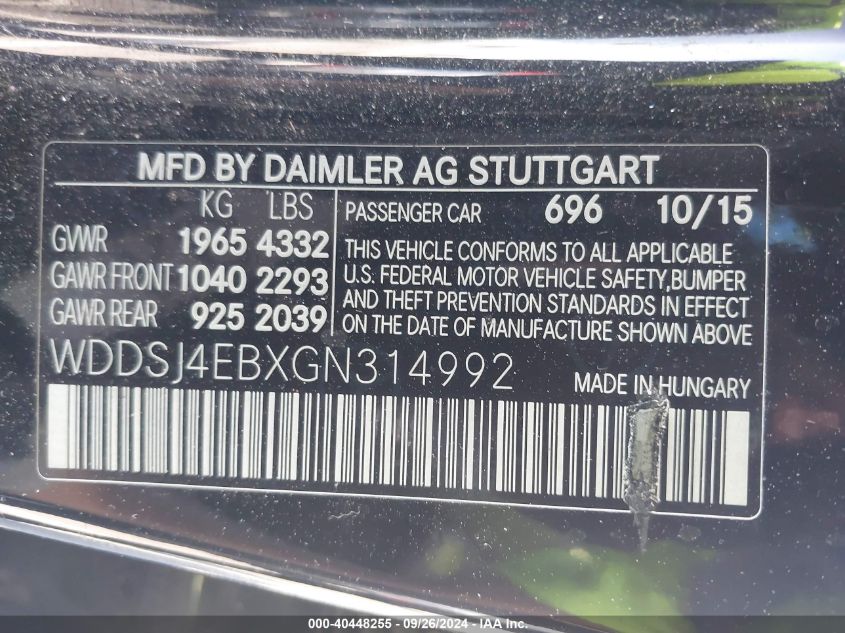 MFD BY DAIMLER AG STUTTGART
KG LBS
GVWR 1965 4332
GAWR FRONT 1040 2293
GAWR REAR 925 2039
PASSENGER CAR 696 10/15
THIS VEHICLE CONFORMS TO ALL APPLICABLE
U.S. FEDERAL MOTOR VEHICLE SAFETY,BUMPER
AND THEFT PREVENTION STANDARDS IN EFFECT
ON THE DATE OF MANUFACTURE SHOWN ABOVE
WDDSJ4EBXGN314992
MADE IN HUNGARY
000-40448255 - 09/26/2024 - IAAI.COM